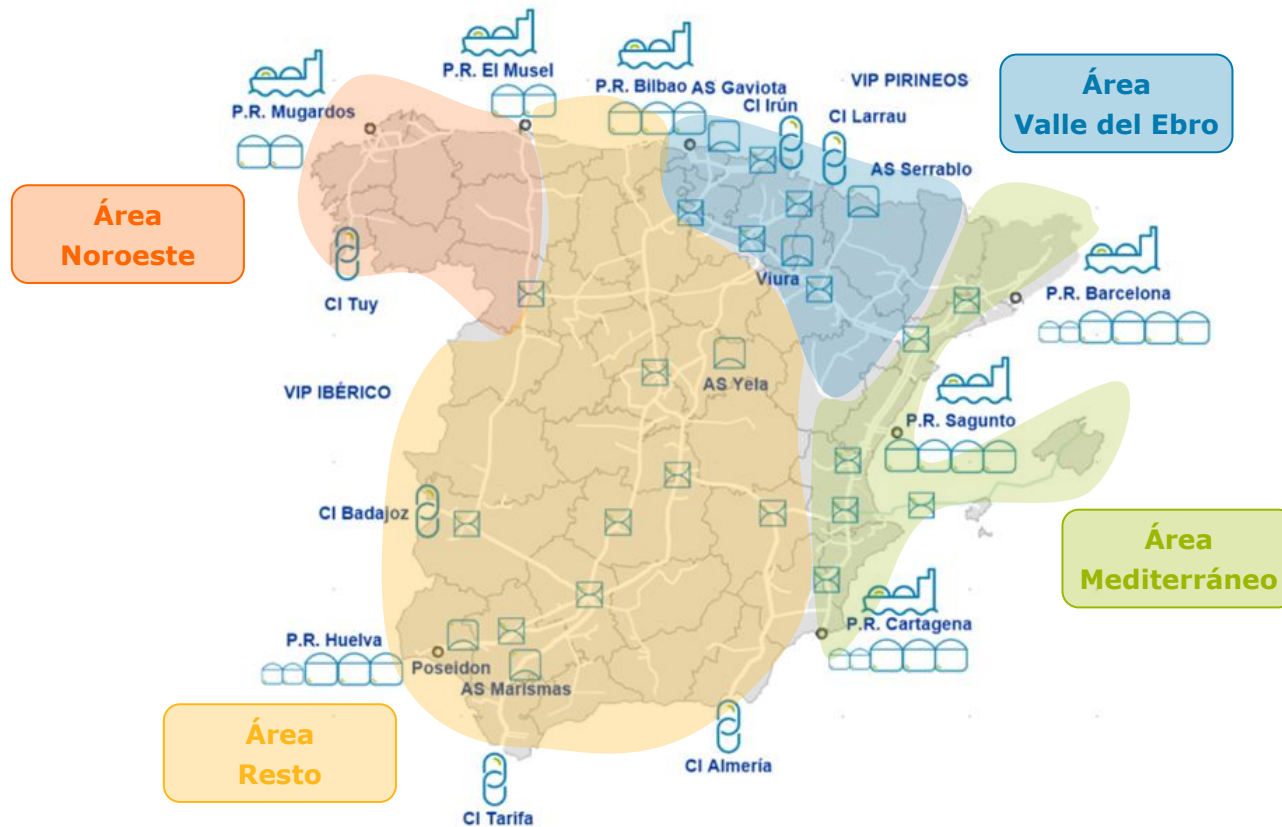 P.R. El Musel
P.R. Mugardos
P.R. Bilbao
AS Gaviota
VIP PIRINEOS
CI Irún
CI Larrau
AS Serrablo
Área
Valle del Ebro
Área
Noroeste
CI Tuy
Viura
P.R. Barcelona
VIP IBÉRICO
AS Yela
P.R. Sagunto
CI Badajoz
Área
Mediterráneo
P.R. Huelva
Poseidon
AS Marismas
P.R. Cartagena
Área
Resto
CI Almería
CI Tarifa